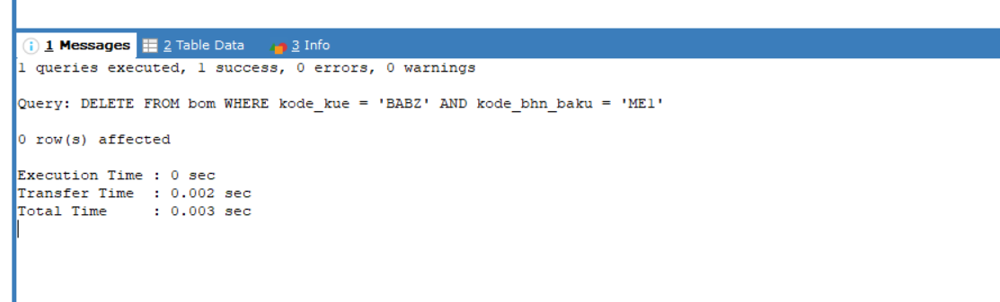 1 Messages 2 Table Data 3 Info
1 queries executed, 1 success, 0 errors, 0 warnings
Query: DELETE FROM bom WHERE kode_kue = 'BABZ' AND kode_bhn_baku = 'ME1'
0 row(s) affected
Execution Time : 0 sec
Transfer Time : 0.002 sec
Total Time : 0.003 sec